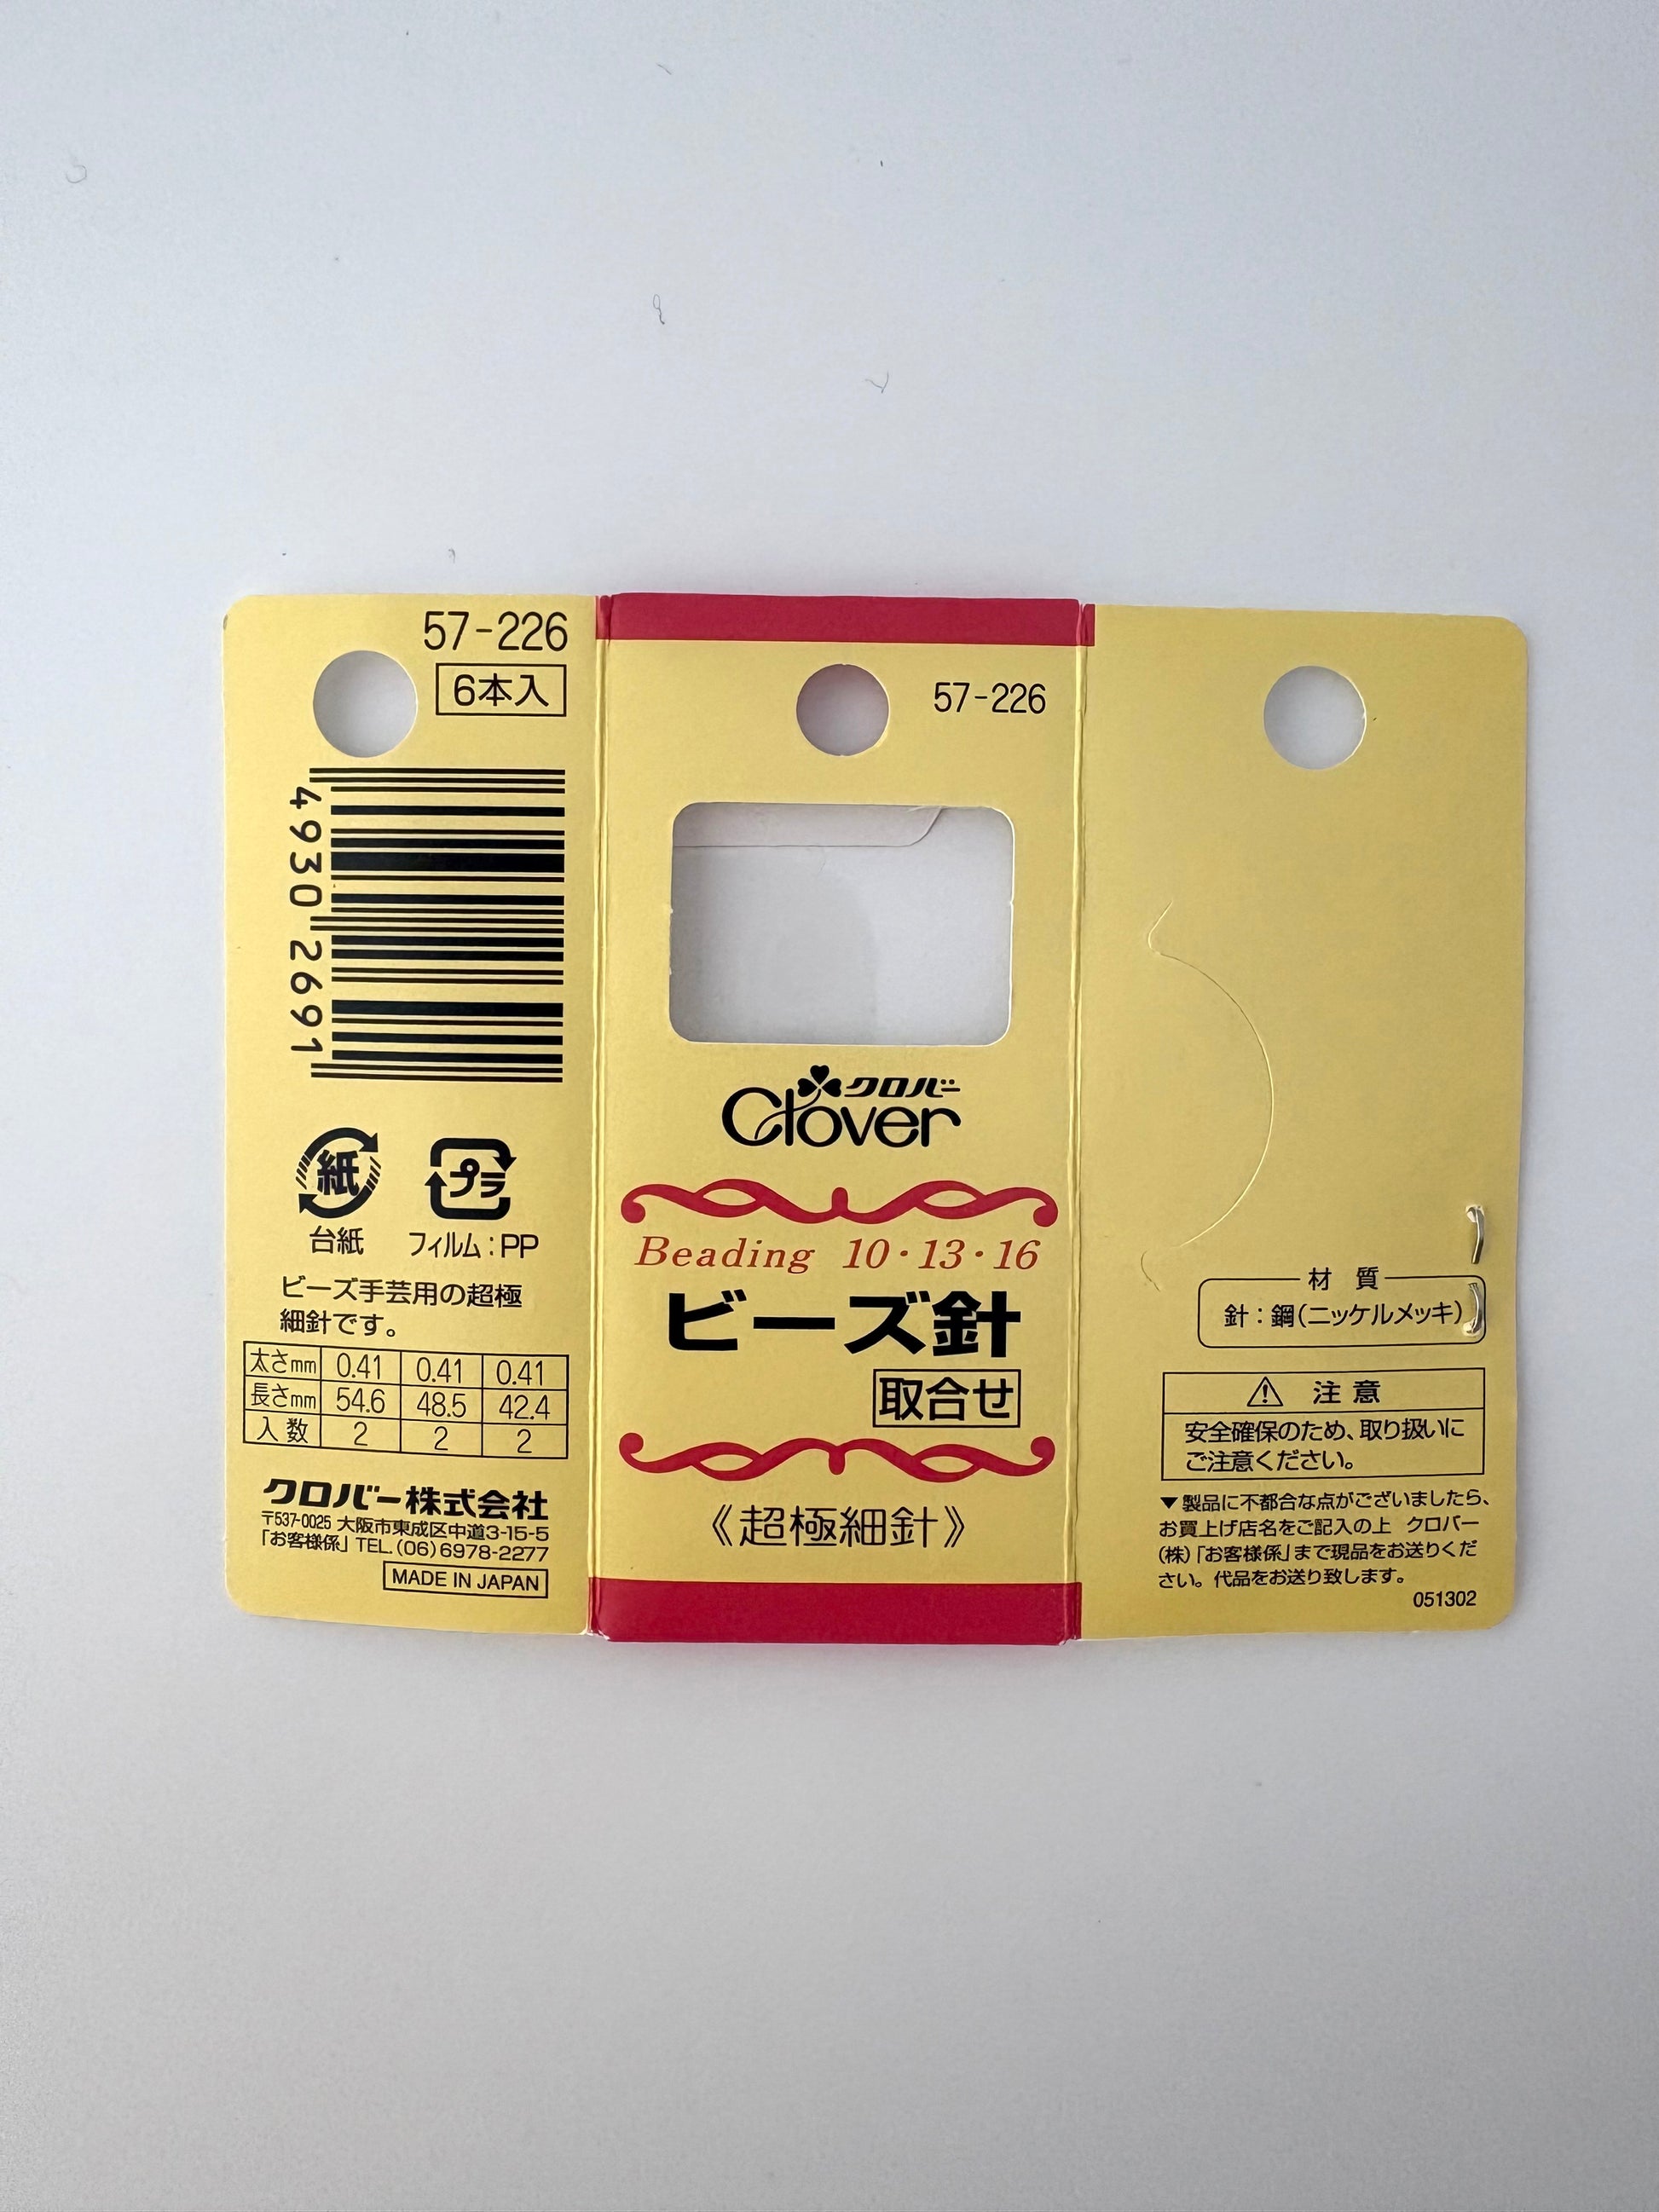 57-226
6本入
4930 2691
紙
プラ
台紙
フィルム:PP
ビーズ手芸用の超極
細針です。
太さmm 0.41 0.41 0.41
長さmm 54.6 48.5 42.4
入数 2 2 2
クロバー株式会社
〒537-0025 大阪市東成区中道3-15-5
「お客様係」TEL.(06)6978-2277
MADE IN JAPAN
57-226
クロバー
Clover
Beading 10・13・16
ビーズ針
取合せ
《超極細針》
材質
針:鋼(ニッケルメッキ)
⚠ 注意
安全確保のため、取り扱いに
ご注意ください。
▼製品に不都合な点がございましたら、
お買上げ店名をご記入の上 クロバー
(株)「お客様係」まで現品をお送りくだ
さい。代品をお送り致します。
051302